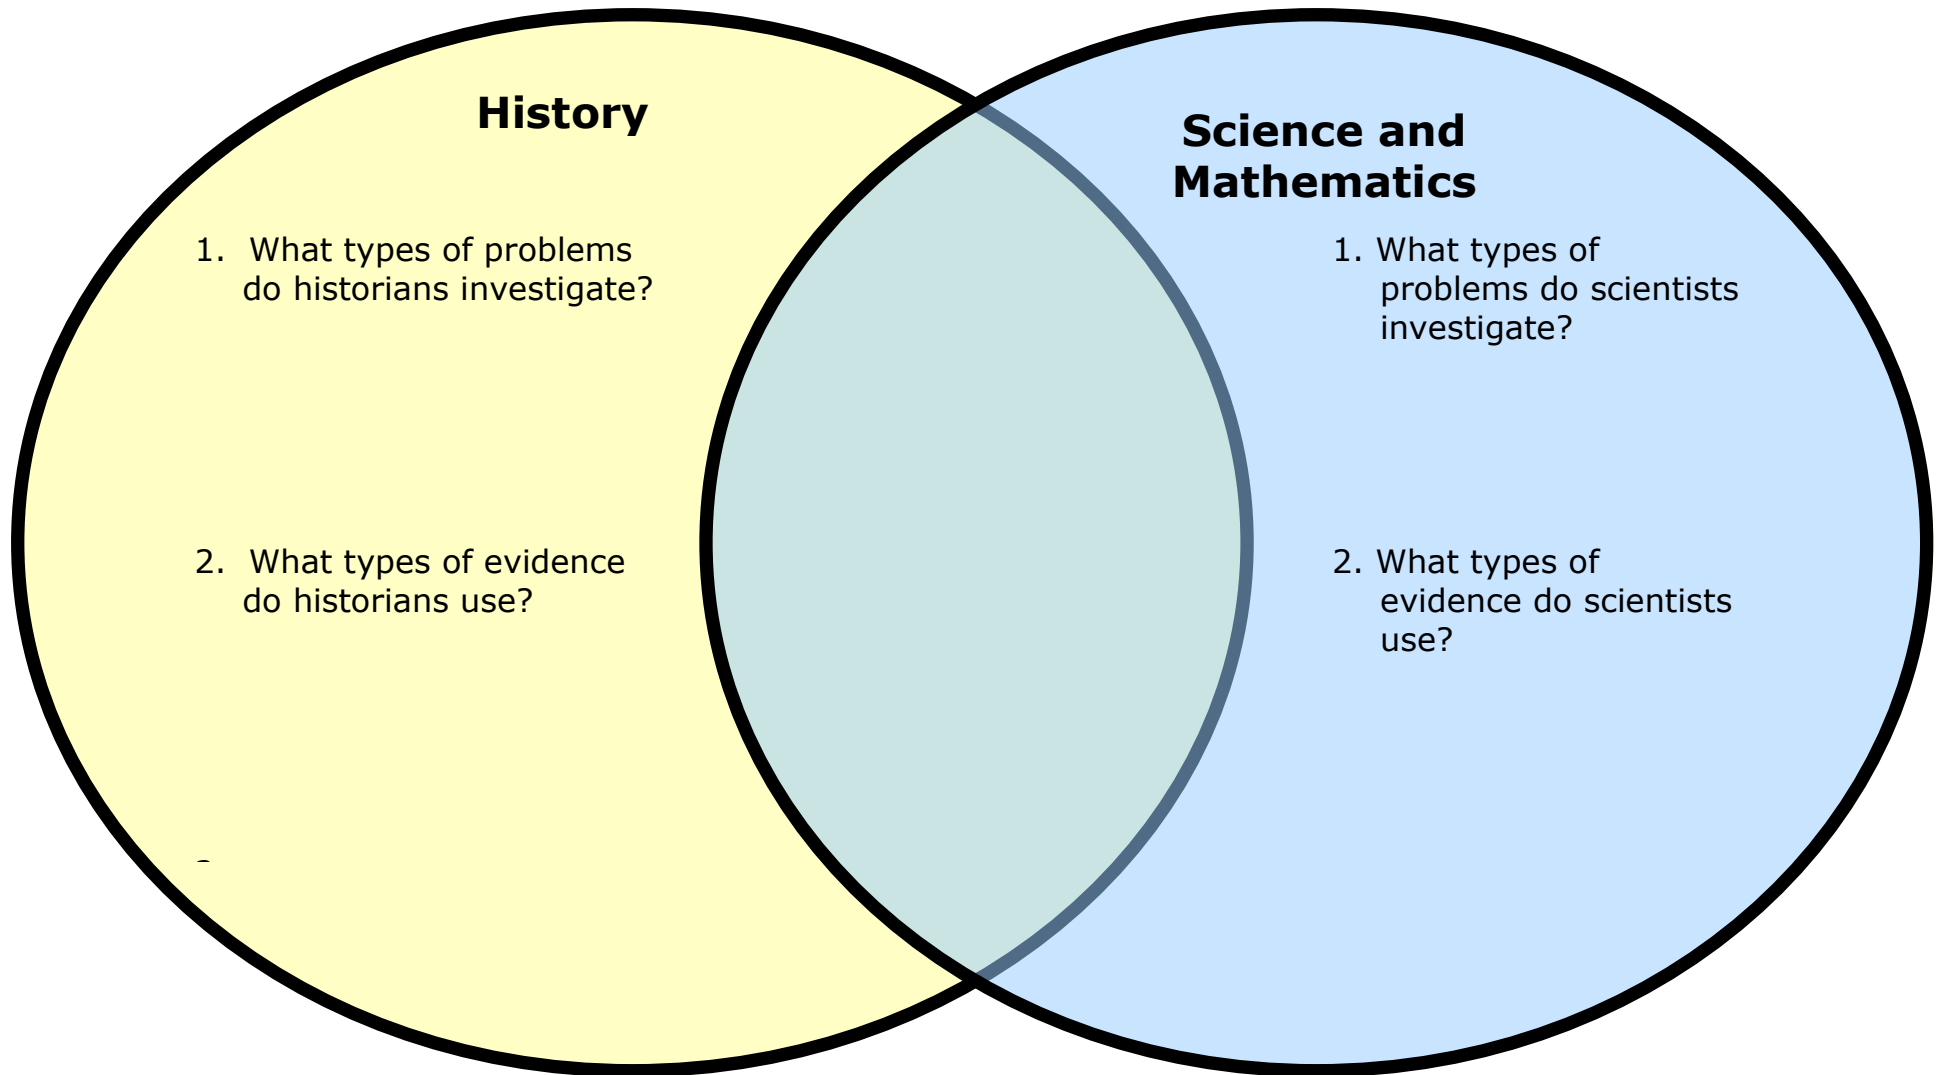 History
1. What types of problems
do historians investigate?
2. What types of evidence
do historians use?
Science and
Mathematics
1. What types of
problems do scientists
investigate?
2. What types of
evidence do scientists
use?